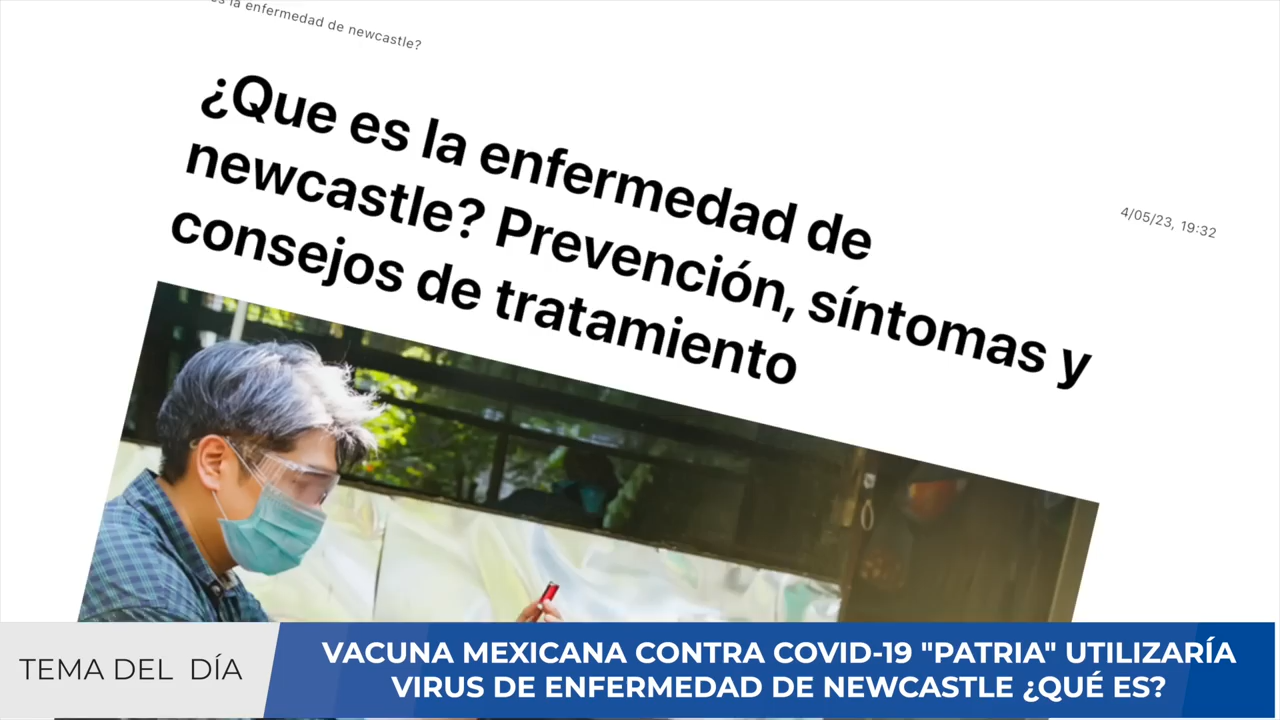 es la enfermedad de newcastle?
¿Que es la enfermedad de
newcastle? Prevención, síntomas y
consejos de tratamiento
4/05/23, 19:32
TEMA DEL DÍA
VACUNA MEXICANA CONTRA COVID-19 "PATRIA" UTILIZARÍA
VIRUS DE ENFERMEDAD DE NEWCASTLE ¿QUÉ ES?